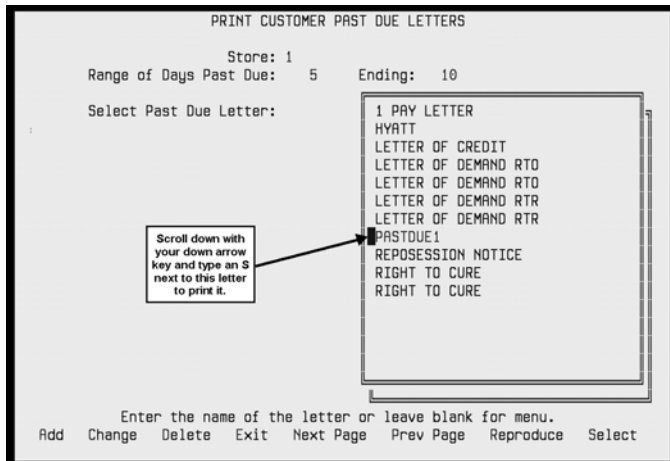 PRINT CUSTOMER PAST DUE LETTERS
Store: 1
Range of Days Past Due: 5 Ending: 10
Select Past Due Letter:
1 PAY LETTER
HYATT
LETTER OF CREDIT
LETTER OF DEMAND RTO
LETTER OF DEMAND RTO
LETTER OF DEMAND RTR
LETTER OF DEMAND RTR
PASTDUE1
REPOSESSION NOTICE
RIGHT TO CURE
RIGHT TO CURE
Scroll down with
your down arrow
key and type an S
next to this letter
to print it.
Enter the name of the letter or leave blank for menu.
Add Change Delete Exit Next Page Prev Page Reproduce Select